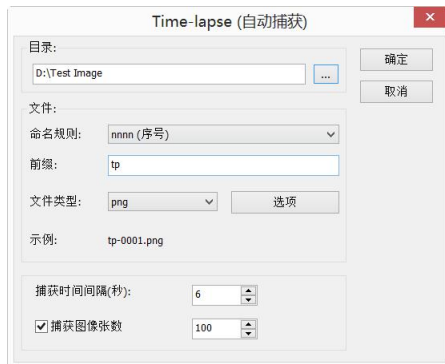 Time-lapse (自动捕获)
目录:
D:\Test Image
...
确定
取消
文件:
命名规则:
nnnn (序号)
前缀:
tp
文件类型:
png
选项
示例:
tp-0001.png
捕获时间间隔(秒):
6
捕获图像张数
100